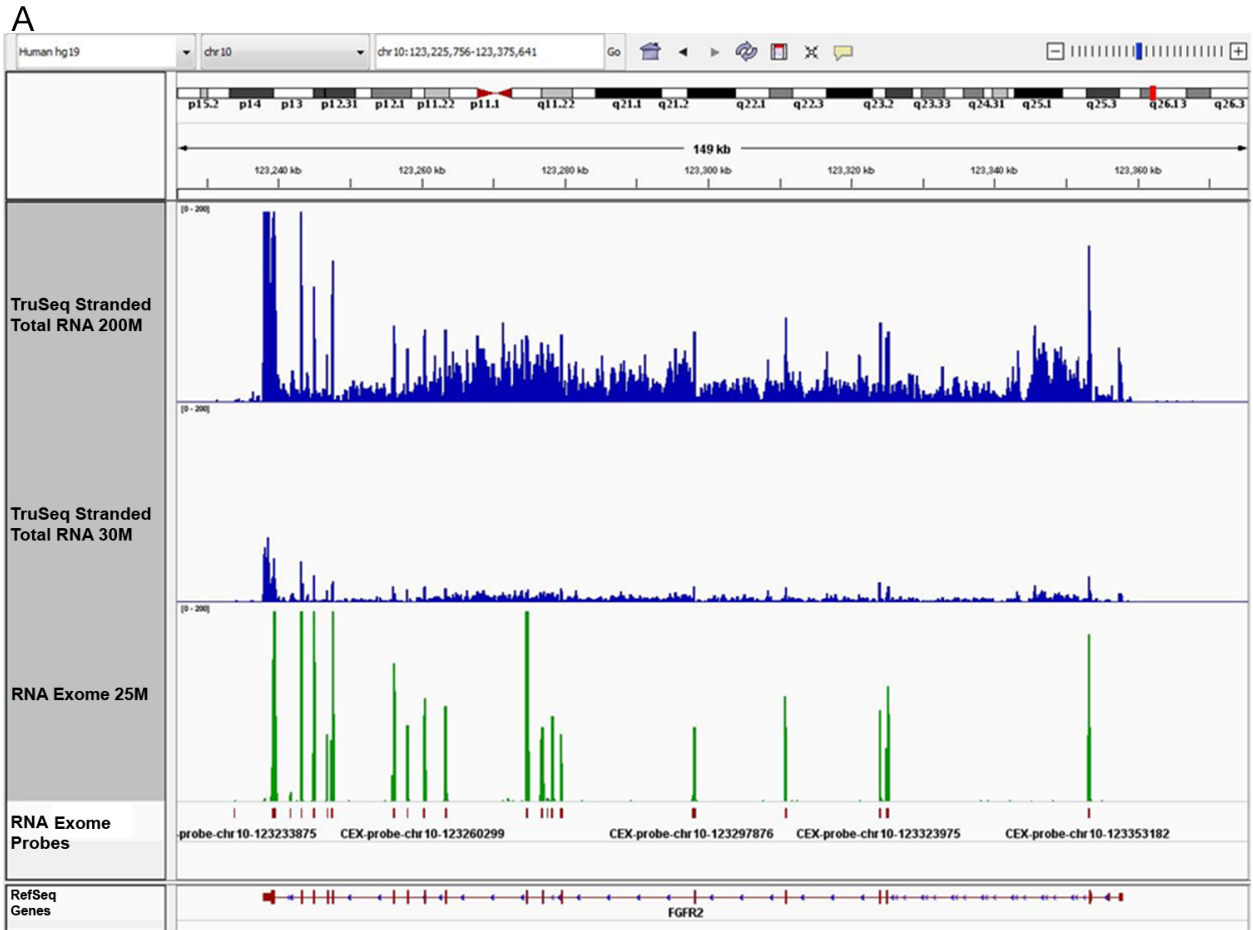 A
Human hg19 chr10 chr10:123,225,756-123,375,641 Go
p15.2 p14 p13 p12.31 p12.1 p11.22 p11.1 q11.22 q21.1 q21.2 q22.1 q22.3 q23.2 q23.33 q24.31 q25.1 q25.3 q26.13 q26.3
149 kb
123,240 kb 123,260 kb 123,280 kb 123,300 kb 123,320 kb 123,340 kb 123,360 kb
[0 - 200]
TruSeq Stranded
Total RNA 200M
[0 - 200]
TruSeq Stranded
Total RNA 30M
[0 - 200]
RNA Exome 25M
RNA Exome
Probes
-probe-chr10-123233875 CEX-probe-chr10-123260299 CEX-probe-chr10-123297876 CEX-probe-chr10-123323975 CEX-probe-chr10-123353182
RefSeq
Genes
FGFR2